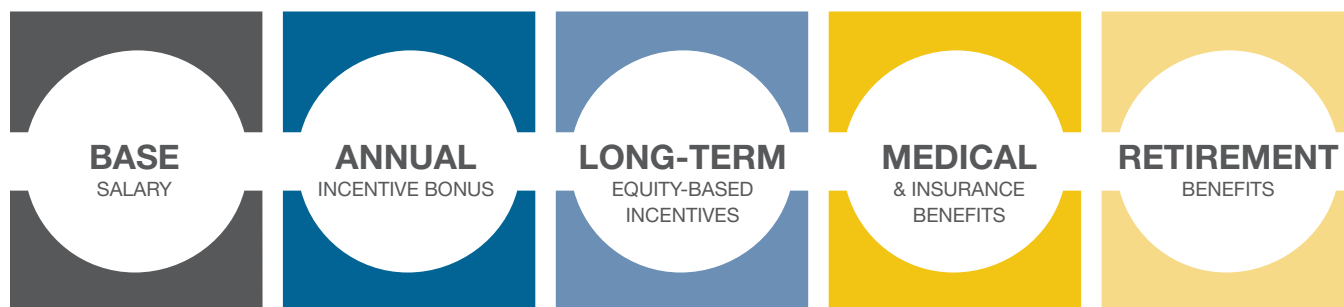 BASE
SALARY
ANNUAL
INCENTIVE BONUS
LONG-TERM
EQUITY-BASED
INCENTIVES
MEDICAL
& INSURANCE
BENEFITS
RETIREMENT
BENEFITS